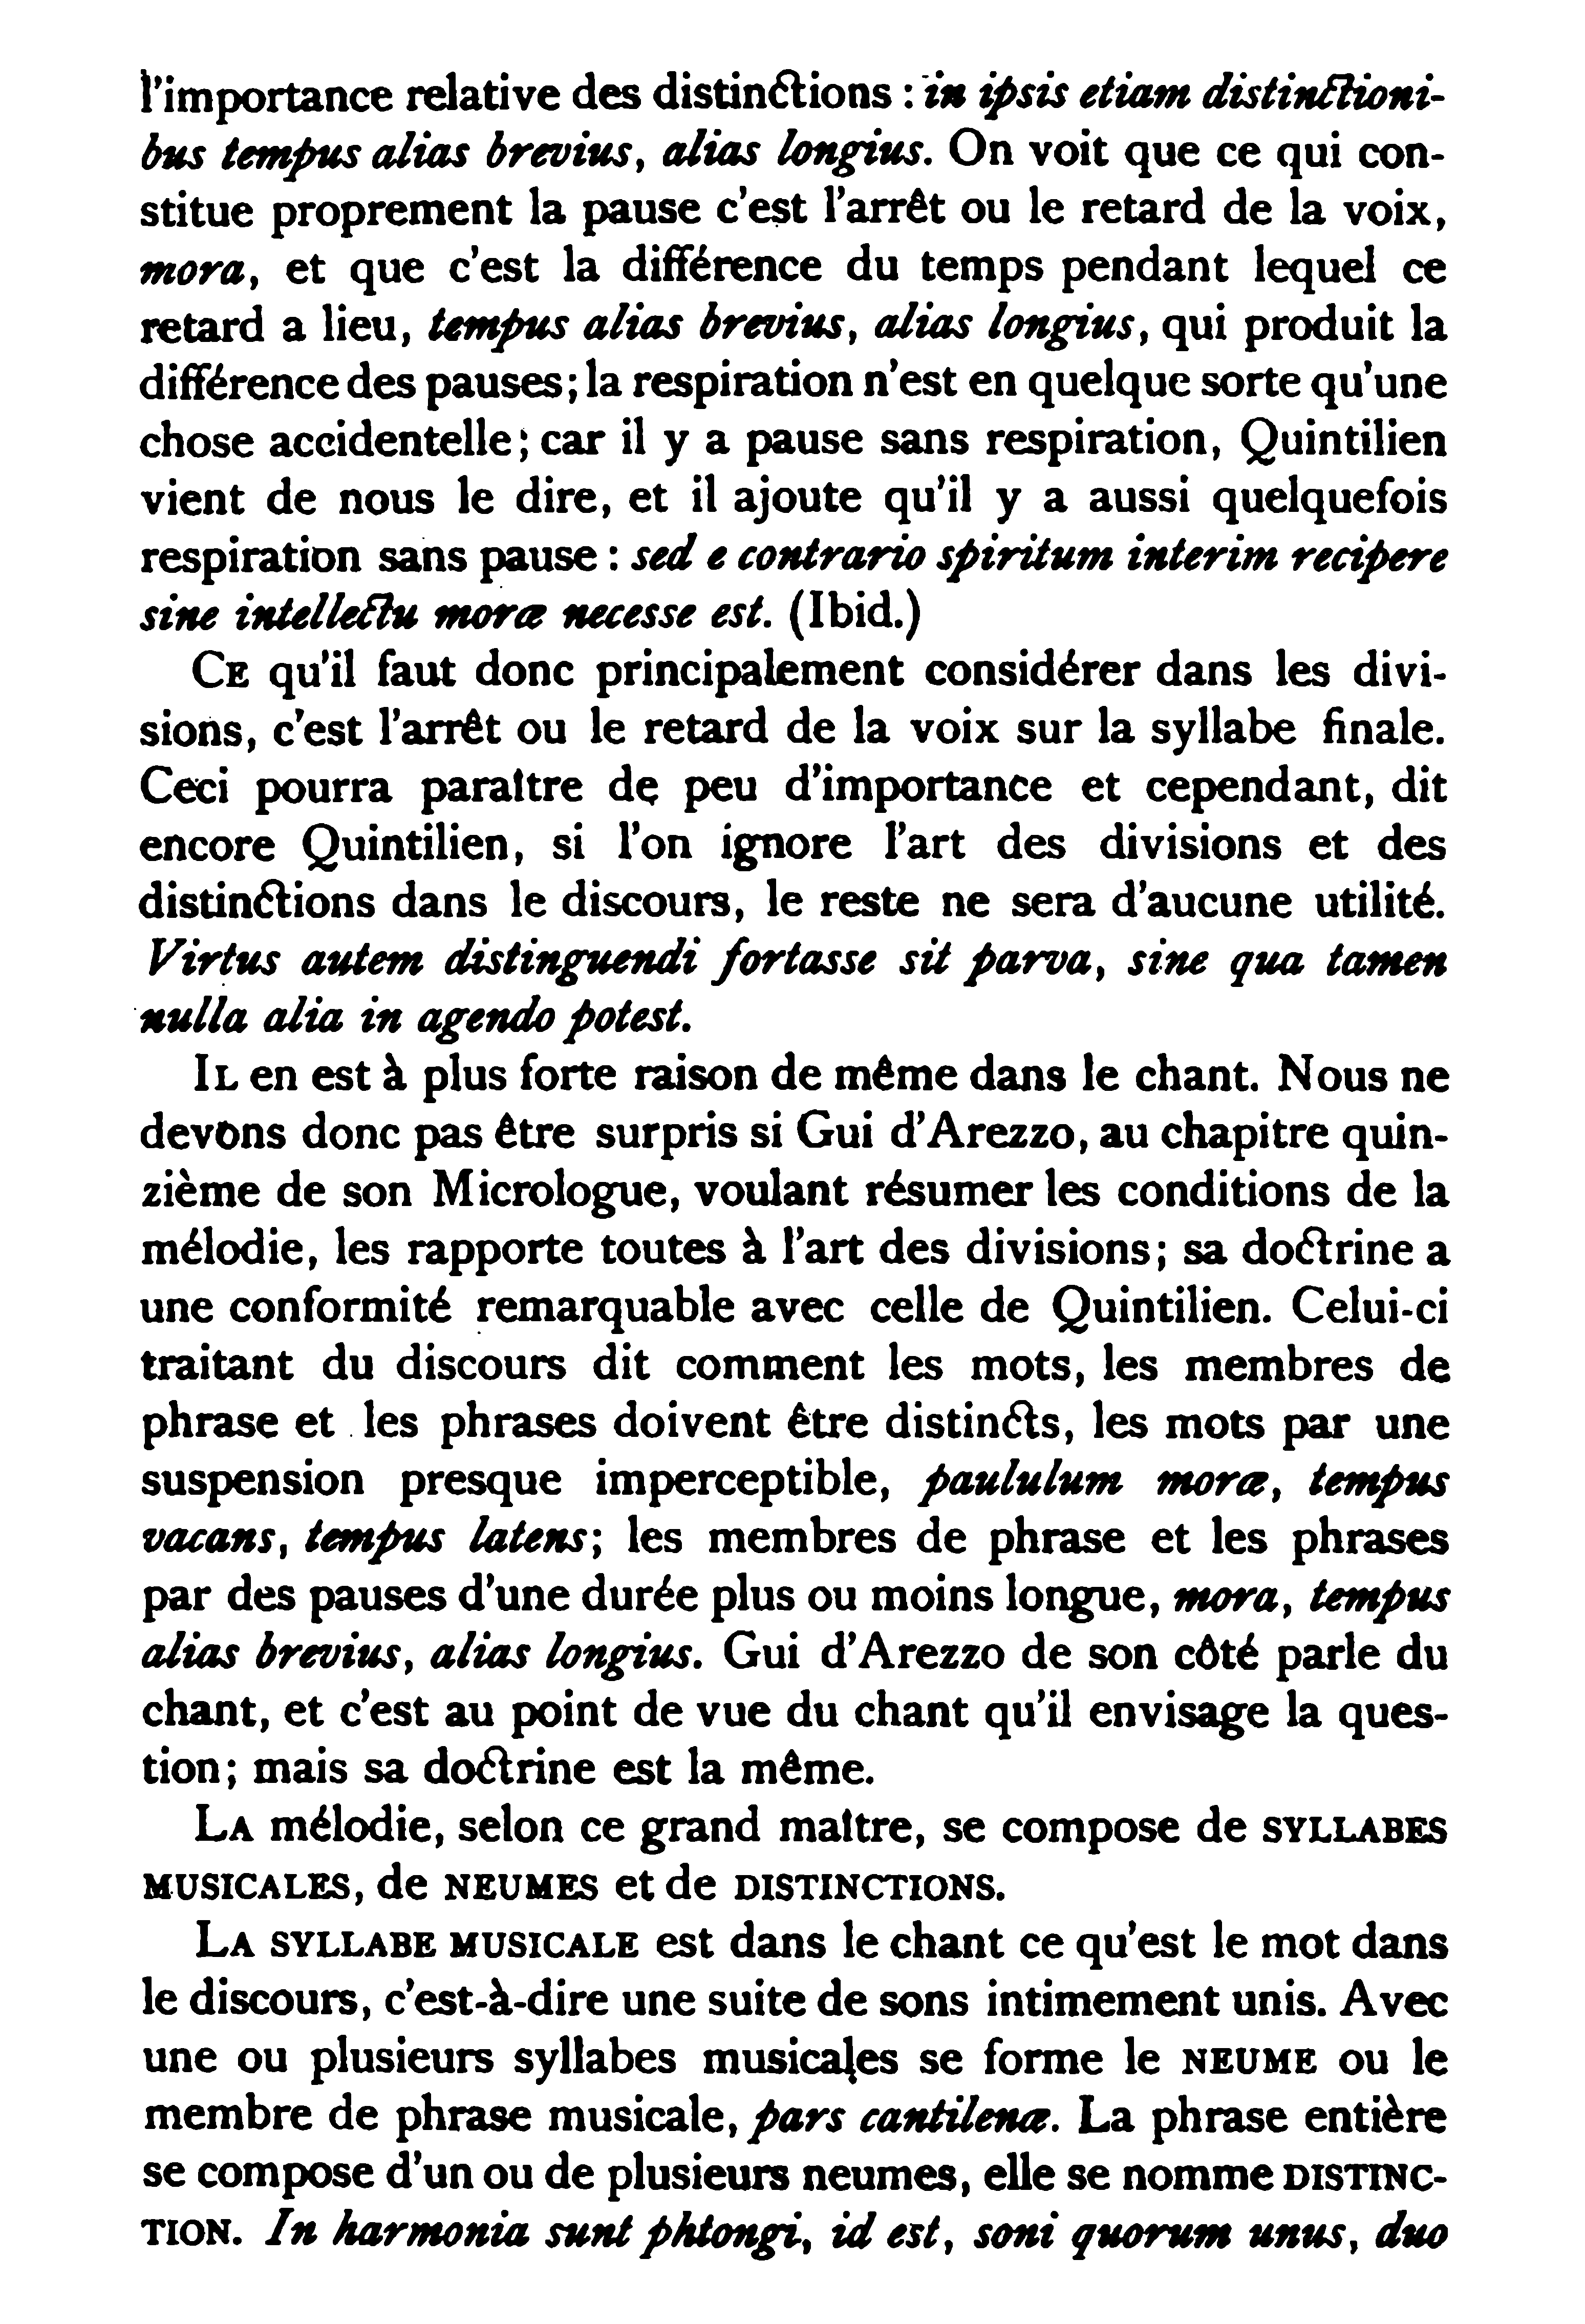 l'importance relative des distinctions : in ipsis etiam distinctioni-
bus tempus alias brevius, alias longius. On voit que ce qui con-
stitue proprement la pause c'est l'arrêt ou le retard de la voix,
mora, et que c'est la différence du temps pendant lequel ce
retard a lieu, tempus alias brevius, alias longius, qui produit la
différence des pauses; la respiration n'est en quelque sorte qu'une
chose accidentelle; car il y a pause sans respiration, Quintilien
vient de nous le dire, et il ajoute qu'il y a aussi quelquefois
respiration sans pause : sed e contrario spiritum interim recipere
sine intellectu moræ necesse est. (Ibid.)
CE qu'il faut donc principalement considérer dans les divi-
sions, c'est l'arrêt ou le retard de la voix sur la syllabe finale.
Ceci pourra paraître de peu d'importance et cependant, dit
encore Quintilien, si l'on ignore l'art des divisions et des
distinctions dans le discours, le reste ne sera d'aucune utilité.
Virtus autem distinguendi fortasse sit parva, sine qua tamen
nulla alia in agendo potest.
IL en est à plus forte raison de même dans le chant. Nous ne
devons donc pas être surpris si Gui d'Arezzo, au chapitre quin-
zième de son Micrologue, voulant résumer les conditions de la
mélodie, les rapporte toutes à l'art des divisions; sa doctrine a
une conformité remarquable avec celle de Quintilien. Celui-ci
traitant du discours dit comment les mots, les membres de
phrase et les phrases doivent être distincts, les mots par une
suspension presque imperceptible, paululum moræ, tempus
vacans, tempus latens; les membres de phrase et les phrases
par des pauses d'une durée plus ou moins longue, mora, tempus
alias brevius, alias longius. Gui d'Arezzo de son côté parle du
chant, et c'est au point de vue du chant qu'il envisage la ques-
tion; mais sa doctrine est la même.
LA mélodie, selon ce grand maître, se compose de SYLLABES
MUSICALES, de NEUMES et de DISTINCTIONS.
LA SYLLABE MUSICALE est dans le chant ce qu'est le mot dans
le discours, c'est-à-dire une suite de sons intimement unis. Avec
une ou plusieurs syllabes musicales se forme le NEUME ou le
membre de phrase musicale, pars cantilenæ. La phrase entière
se compose d'un ou de plusieurs neumes, elle se nomme DISTINC-
TION. In harmonia sunt phtongi, id est, soni quorum unus, duo